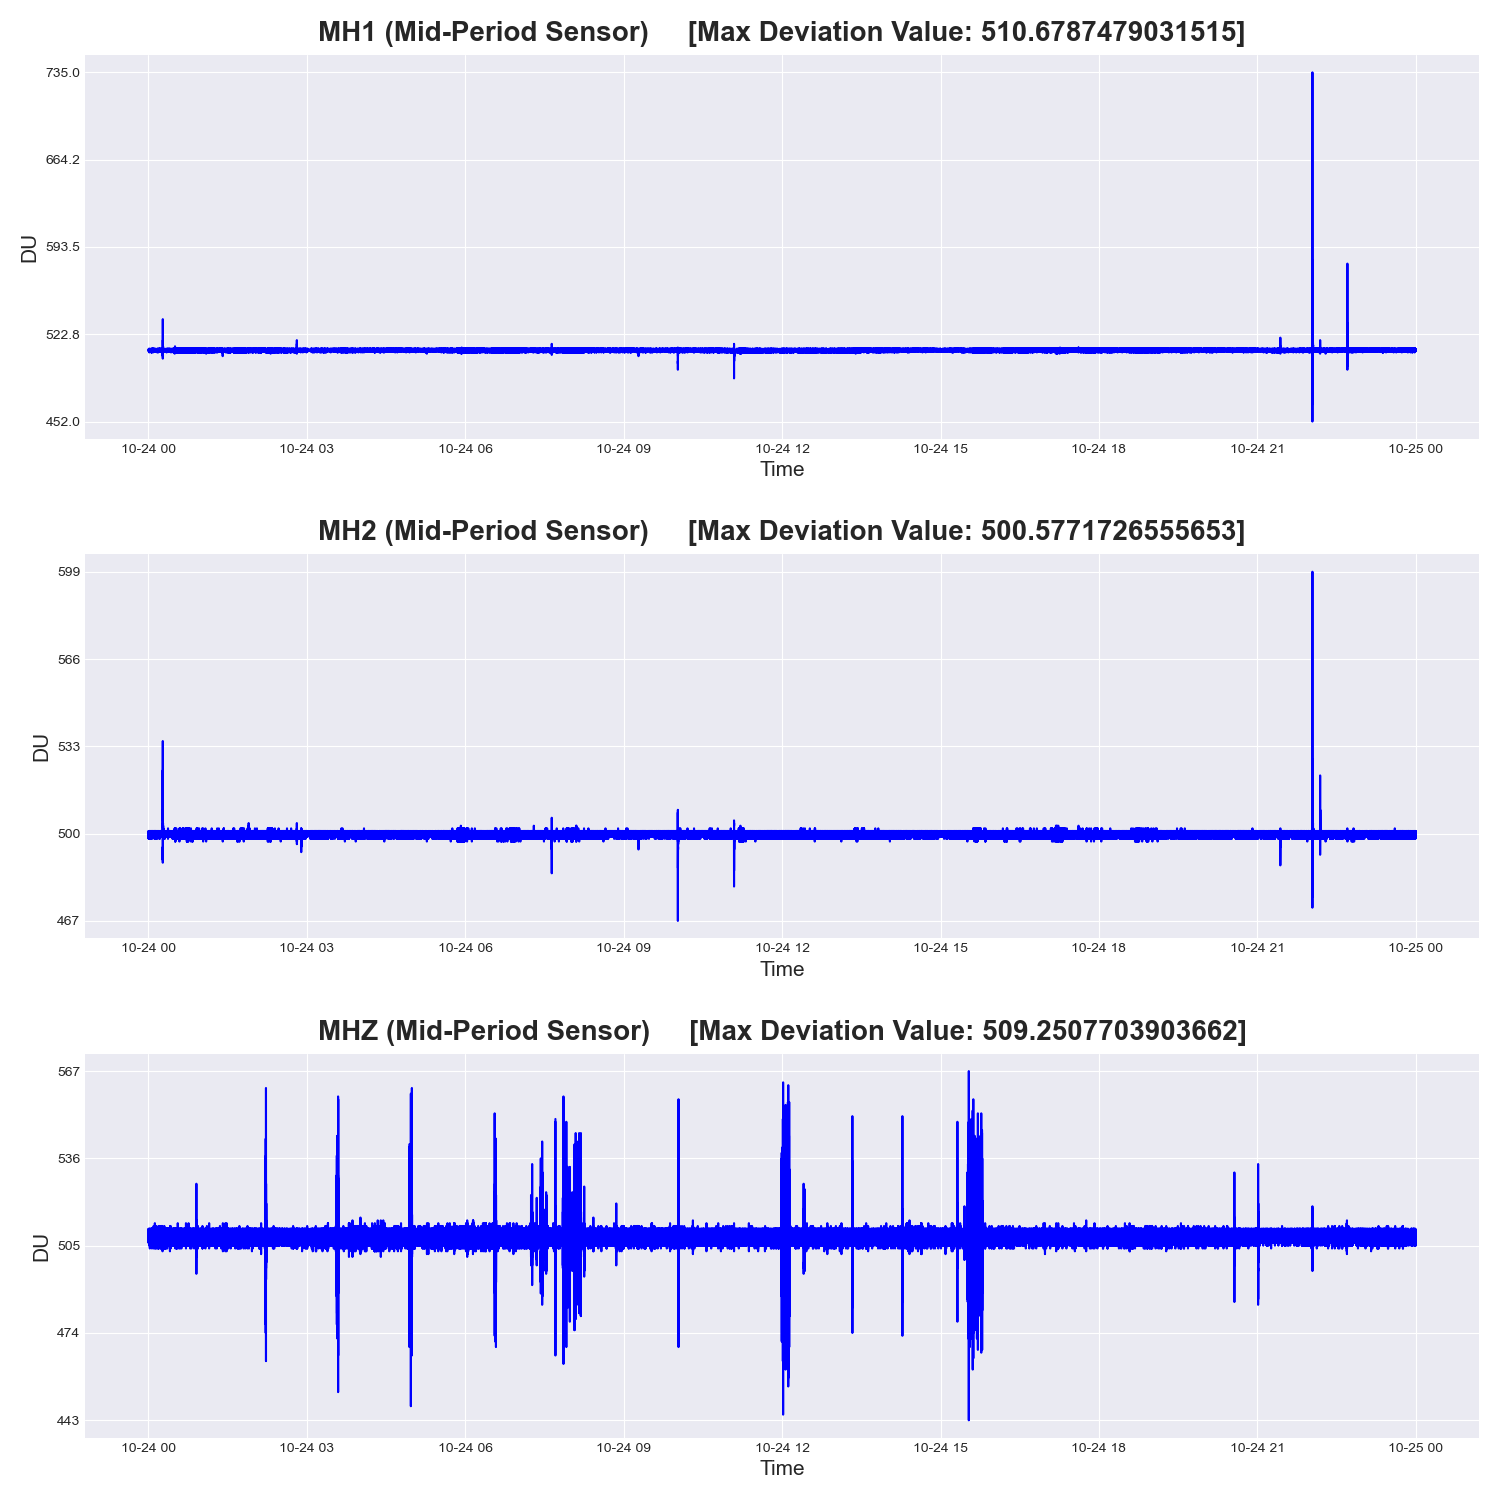 MH1 (Mid-Period Sensor) [Max Deviation Value: 510.6787479031515]
735.0
664.2
593.5
522.8
452.0
DU
10-24 00 10-24 03 10-24 06 10-24 09 10-24 12 10-24 15 10-24 18 10-24 21 10-25 00
Time
MH2 (Mid-Period Sensor) [Max Deviation Value: 500.5771726555653]
599
566
533
500
467
DU
10-24 00 10-24 03 10-24 06 10-24 09 10-24 12 10-24 15 10-24 18 10-24 21 10-25 00
Time
MHZ (Mid-Period Sensor) [Max Deviation Value: 509.2507703903662]
567
536
505
474
443
DU
10-24 00 10-24 03 10-24 06 10-24 09 10-24 12 10-24 15 10-24 18 10-24 21 10-25 00
Time